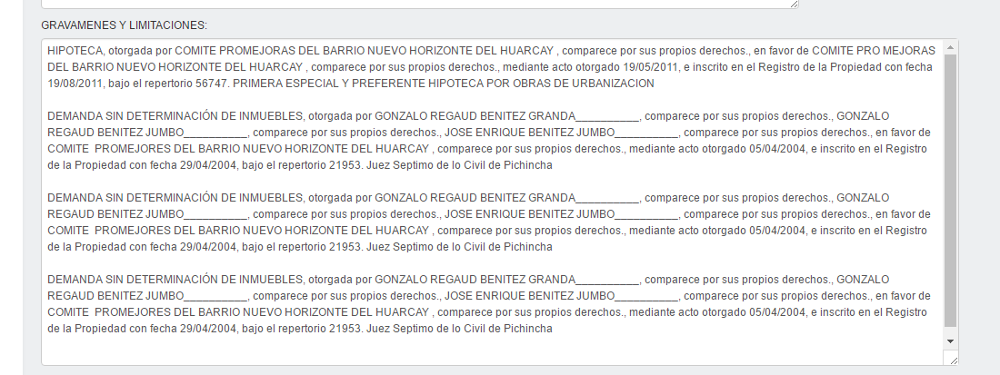 GRAVAMENES Y LIMITACIONES:
HIPOTECA, otorgada por COMITE PROMEJORAS DEL BARRIO NUEVO HORIZONTE DEL HUARCAY , comparece por sus propios derechos., en favor de COMITE PRO MEJORAS
DEL BARRIO NUEVO HORIZONTE DEL HUARCAY , comparece por sus propios derechos., mediante acto otorgado 19/05/2011, e inscrito en el Registro de la Propiedad con fecha
19/08/2011, bajo el repertorio 56747. PRIMERA ESPECIAL Y PREFERENTE HIPOTECA POR OBRAS DE URBANIZACION
DEMANDA SIN DETERMINACIÓN DE INMUEBLES, otorgada por GONZALO REGAUD BENITEZ GRANDA__________, comparece por sus propios derechos., GONZALO
REGAUD BENITEZ JUMBO__________, comparece por sus propios derechos., JOSE ENRIQUE BENITEZ JUMBO__________, comparece por sus propios derechos., en favor de
COMITE  PROMEJORES DEL BARRIO NUEVO HORIZONTE DEL HUARCAY , comparece por sus propios derechos., mediante acto otorgado 05/04/2004, e inscrito en el Registro
de la Propiedad con fecha 29/04/2004, bajo el repertorio 21953. Juez Septimo de lo Civil de Pichincha
DEMANDA SIN DETERMINACIÓN DE INMUEBLES, otorgada por GONZALO REGAUD BENITEZ GRANDA__________, comparece por sus propios derechos., GONZALO
REGAUD BENITEZ JUMBO__________, comparece por sus propios derechos., JOSE ENRIQUE BENITEZ JUMBO__________, comparece por sus propios derechos., en favor de
COMITE  PROMEJORES DEL BARRIO NUEVO HORIZONTE DEL HUARCAY , comparece por sus propios derechos., mediante acto otorgado 05/04/2004, e inscrito en el Registro
de la Propiedad con fecha 29/04/2004, bajo el repertorio 21953. Juez Septimo de lo Civil de Pichincha
DEMANDA SIN DETERMINACIÓN DE INMUEBLES, otorgada por GONZALO REGAUD BENITEZ GRANDA__________, comparece por sus propios derechos., GONZALO
REGAUD BENITEZ JUMBO__________, comparece por sus propios derechos., JOSE ENRIQUE BENITEZ JUMBO__________, comparece por sus propios derechos., en favor de
COMITE  PROMEJORES DEL BARRIO NUEVO HORIZONTE DEL HUARCAY , comparece por sus propios derechos., mediante acto otorgado 05/04/2004, e inscrito en el Registro
de la Propiedad con fecha 29/04/2004, bajo el repertorio 21953. Juez Septimo de lo Civil de Pichincha